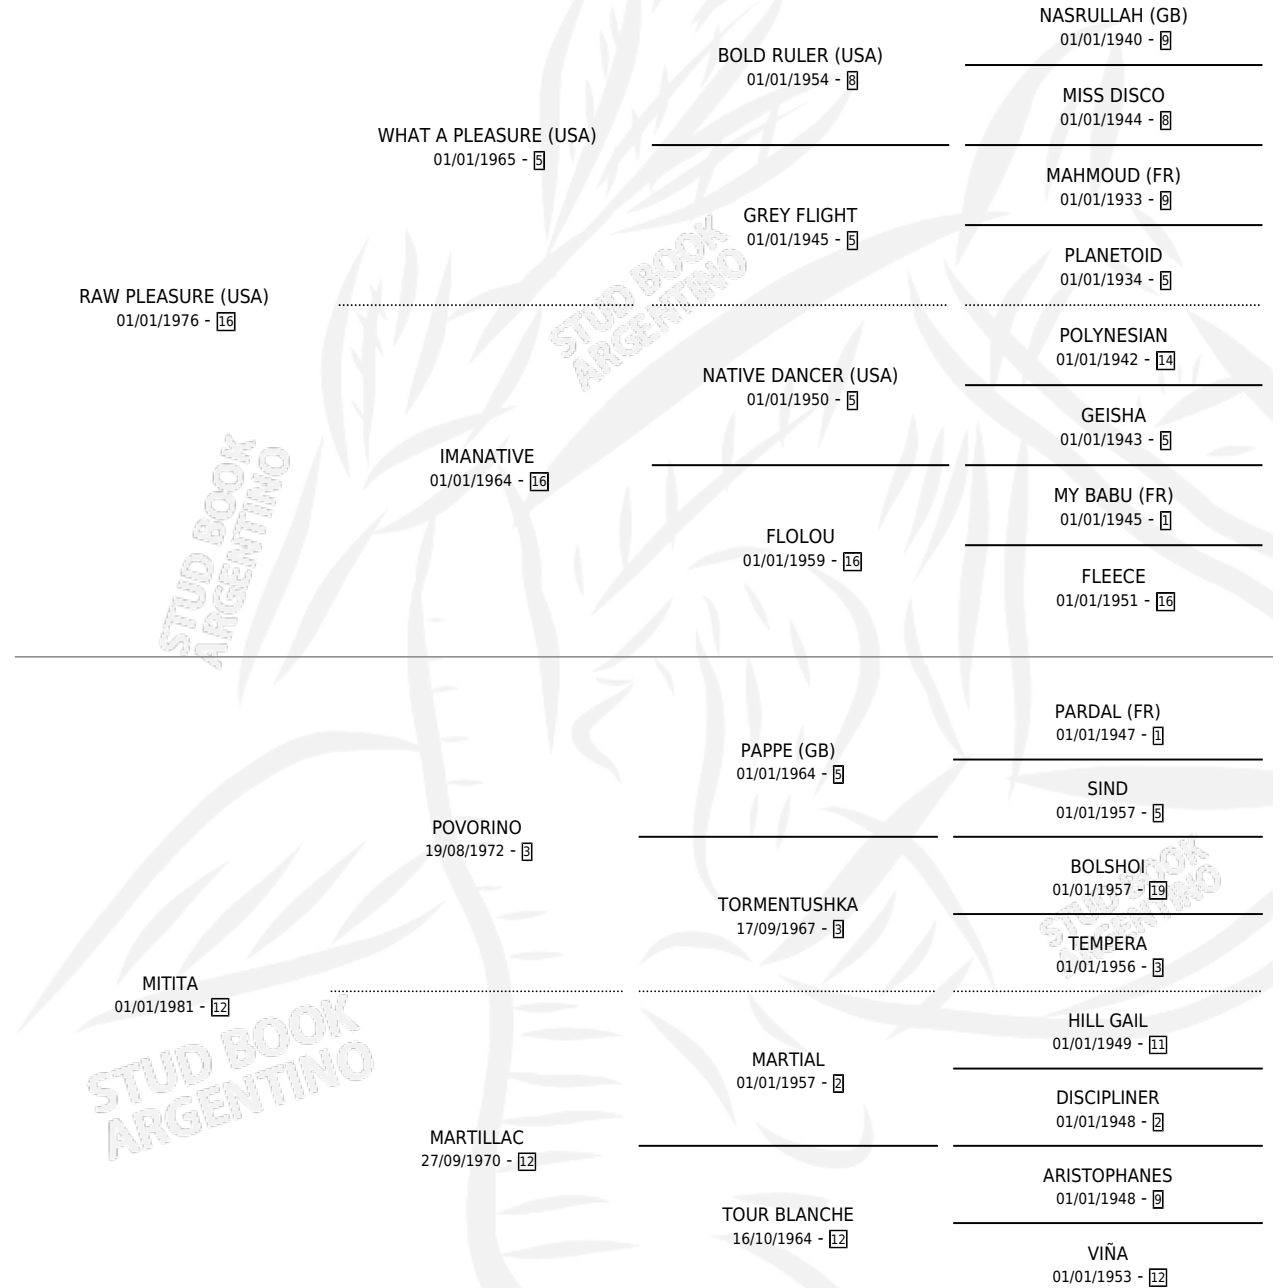 NASRULLAH (GB)
01/01/1940 - 9
BOLD RULER (USA)
01/01/1954 - 8
MISS DISCO
01/01/1944 - 8
WHAT A PLEASURE (USA)
01/01/1965 - 5
MAHMOUD (FR)
01/01/1933 - 9
GREY FLIGHT
01/01/1945 - 5
PLANETOID
01/01/1934 - 5
RAW PLEASURE (USA)
01/01/1976 - 16
STUD BOOK
ARGENTINO
POLYNESIAN
01/01/1942 - 14
NATIVE DANCER (USA)
01/01/1950 - 5
GEISHA
01/01/1943 - 5
IMANATIVE
01/01/1964 - 16
MY BABU (FR)
01/01/1945 - 1
FLOLOU
01/01/1959 - 16
FLEECE
01/01/1951 - 16
STUD BOOK
ARGENTINO
PARDAL (FR)
01/01/1947 - 1
PAPPE (GB)
01/01/1964 - 5
SIND
01/01/1957 - 5
POVORINO
19/08/1972 - 3
BOLSHOI
01/01/1957 - 19
TORMENTUSHKA
17/09/1967 - 3
TEMPERA
01/01/1956 - 3
STUD BOOK
ARGENTINO
MITITA
01/01/1981 - 12
HILL GAIL
01/01/1949 - 11
MARTIAL
01/01/1957 - 2
DISCIPLINER
01/01/1948 - 2
STUD BOOK
ARGENTINO
MARTILLAC
27/09/1970 - 12
ARISTOPHANES
01/01/1948 - 9
TOUR BLANCHE
16/10/1964 - 12
VIÑA
01/01/1953 - 12